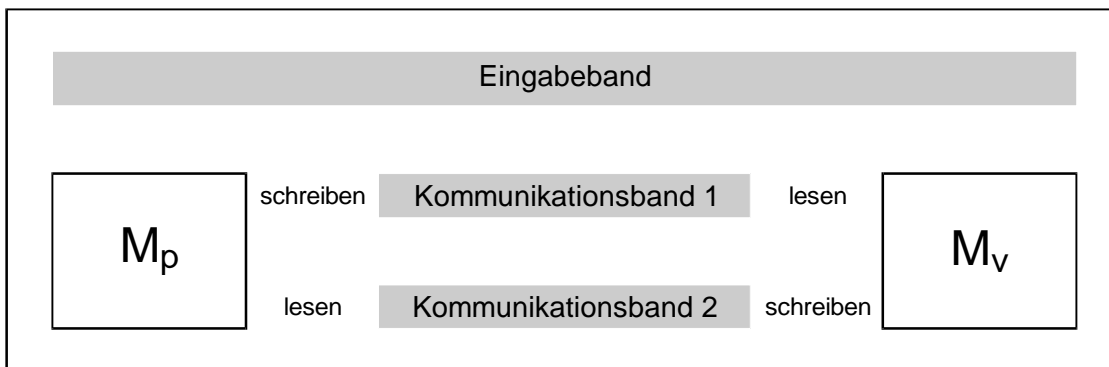 Eingabeband
schreiben Kommunikationsband 1 lesen
Mp Mv
lesen Kommunikationsband 2 schreiben